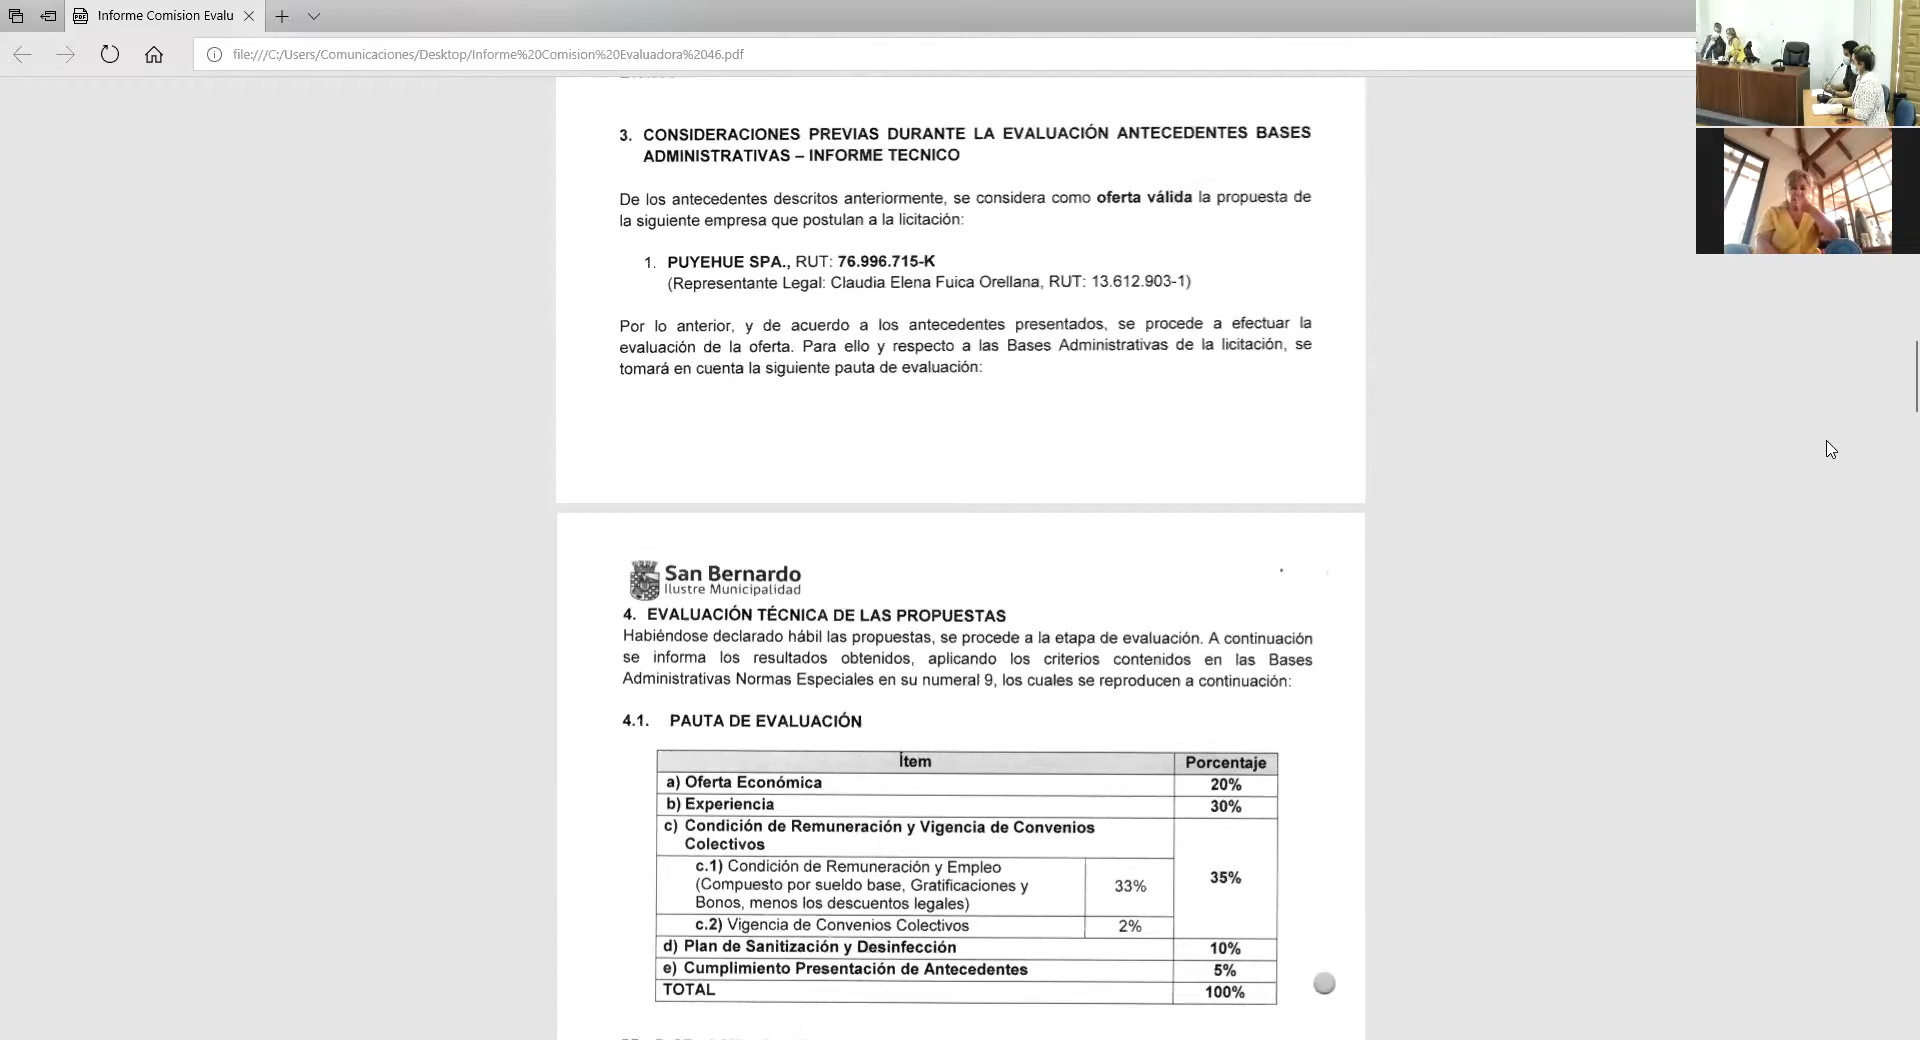 Informe Comision Evalu
file:///C:/Users/Comunicaciones/Desktop/Informe%20Comision%20Evaluadora%2046.pdf
3. CONSIDERACIONES PREVIAS DURANTE LA EVALUACIÓN ANTECEDENTES BASES
ADMINISTRATIVAS – INFORME TECNICO
De los antecedentes descritos anteriormente, se considera como oferta válida la propuesta de
la siguiente empresa que postulan a la licitación:
1. PUYEHUE SPA., RUT: 76.996.715-K
(Representante Legal: Claudia Elena Fuica Orellana, RUT: 13.612.903-1)
Por lo anterior, y de acuerdo a los antecedentes presentados, se procede a efectuar la
evaluación de la oferta. Para ello y respecto a las Bases Administrativas de la licitación, se
tomará en cuenta la siguiente pauta de evaluación:
San Bernardo
Ilustre Municipalidad
4. EVALUACIÓN TÉCNICA DE LAS PROPUESTAS
Habiéndose declarado hábil las propuestas, se procede a la etapa de evaluación. A continuación
se informa los resultados obtenidos, aplicando los criterios contenidos en las Bases
Administrativas Normas Especiales en su numeral 9, los cuales se reproducen a continuación:
4.1. PAUTA DE EVALUACIÓN
Ítem Porcentaje
a) Oferta Económica 20%
b) Experiencia 30%
c) Condición de Remuneración y Vigencia de Convenios
Colectivos
35%
c.1) Condición de Remuneración y Empleo
(Compuesto por sueldo base, Gratificaciones y
Bonos, menos los descuentos legales)
33%
c.2) Vigencia de Convenios Colectivos 2%
d) Plan de Sanitización y Desinfección 10%
e) Cumplimiento Presentación de Antecedentes 5%
TOTAL 100%